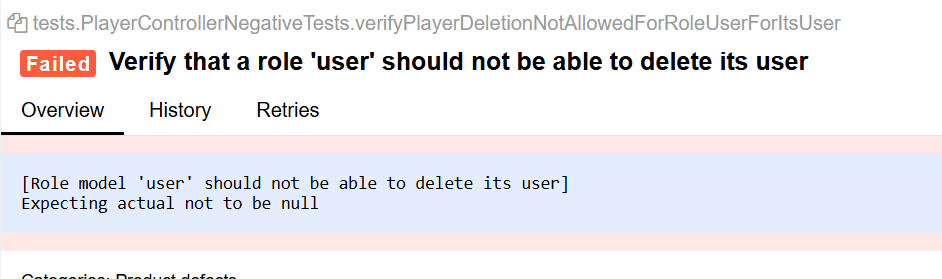 tests.PlayerControllerNegativeTests.verifyPlayerDeletionNotAllowedForRoleUserForItsUser
Failed Verify that a role 'user' should not be able to delete its user
Overview History Retries
[Role model 'user' should not be able to delete its user]
Expecting actual not to be null
Categories: Product defects